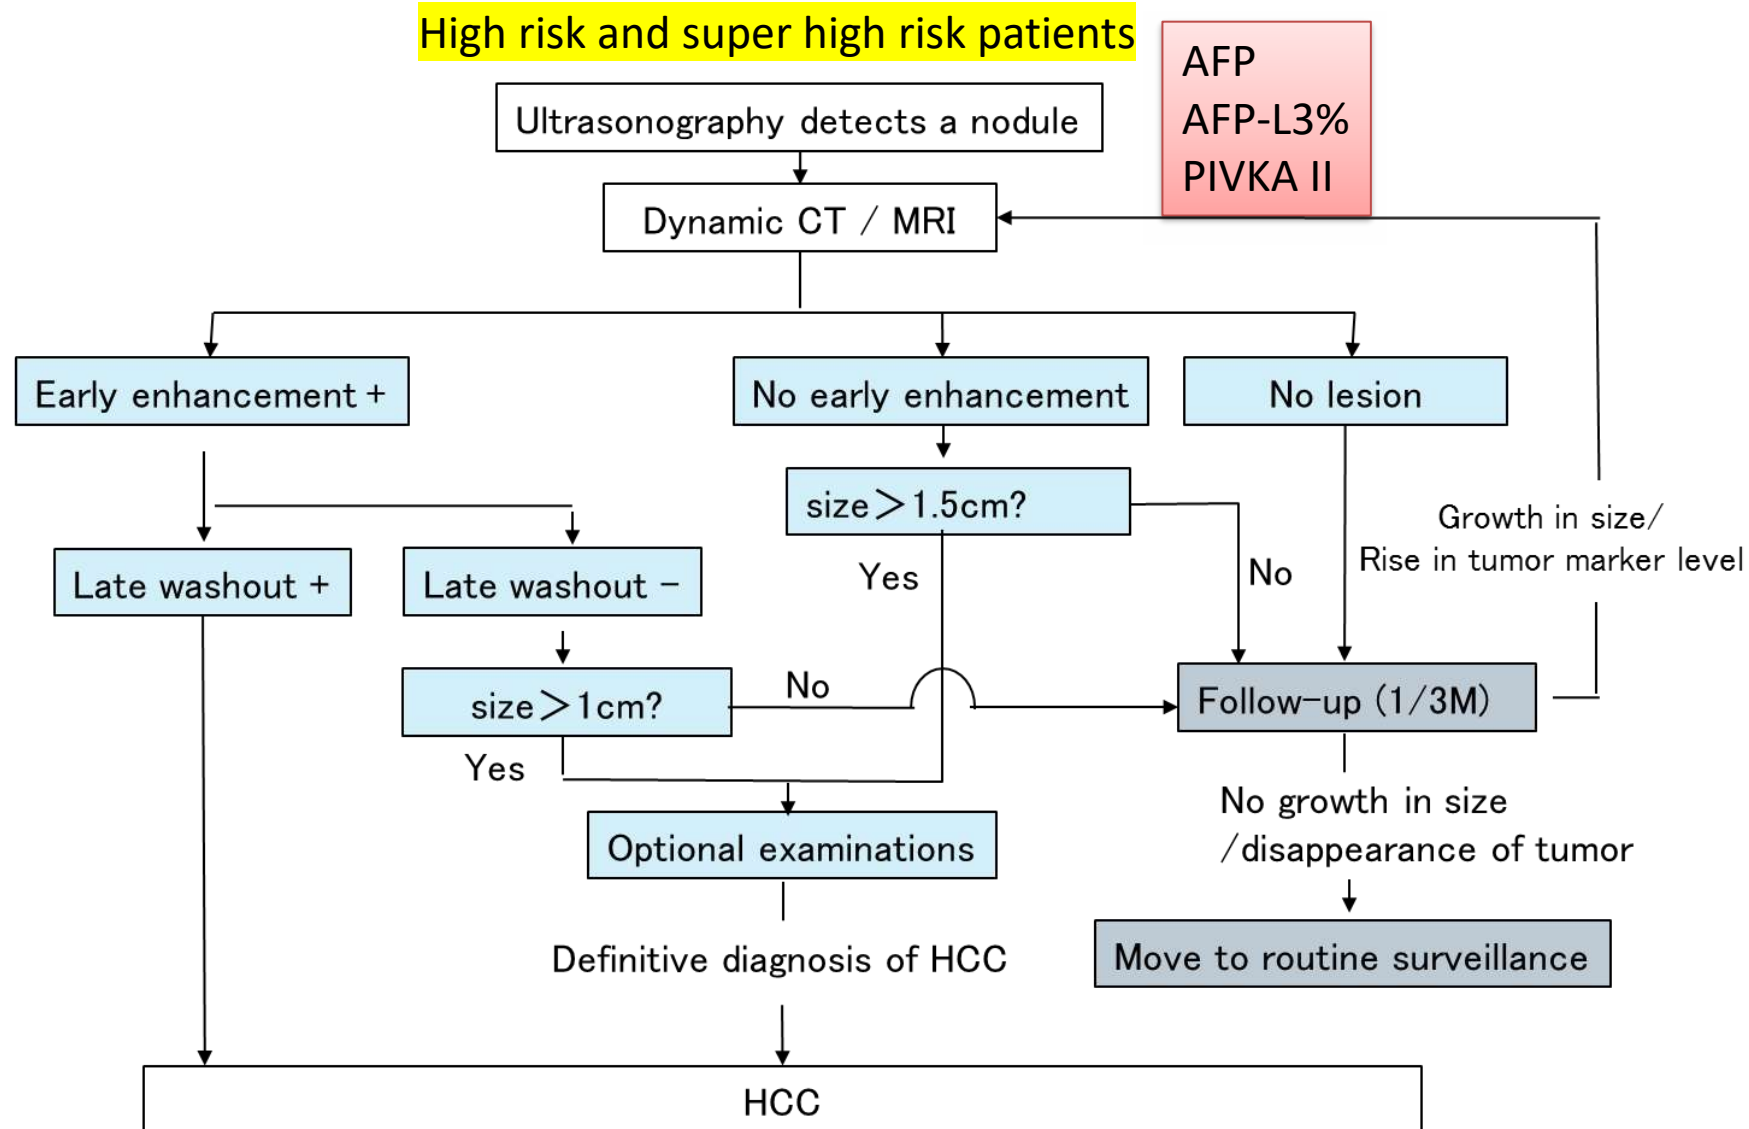 High risk and super high risk patients
AFP
AFP-L3%
PIVKA II
Ultrasonography detects a nodule
Dynamic CT / MRI
Early enhancement +
No early enhancement
No lesion
size＞1.5cm?
Growth in size/
Rise in tumor marker level
Late washout +
Late washout −
Yes
No
size＞1cm?
No
Follow-up (1/3M)
Yes
No growth in size
/disappearance of tumor
Optional examinations
Definitive diagnosis of HCC
Move to routine surveillance
HCC